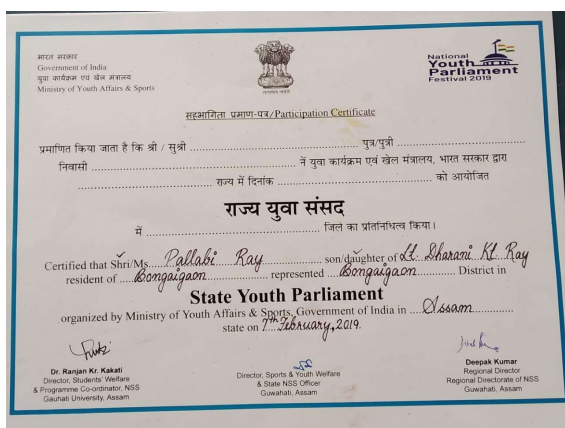 भारत सरकार
Government of India
युवा कार्यक्रम एवं खेल मंत्रालय
Ministry of Youth Affairs & Sports
सत्यमेव जयते
National
Youth
Parliament
Festival 2019
सहभागिता प्रमाण-पत्र/Participation Certificate
प्रमाणित किया जाता है कि श्री / सुश्री ........................................ पुत्र/पुत्री
निवासी ........................................ नें युवा कार्यक्रम एवं खेल मंत्रालय, भारत सरकार द्वारा
........................................ राज्य में दिनांक ........................................ को आयोजित
राज्य युवा संसद
में ........................................ जिल का प्रतिनिधित्व किया।
Certified that Shri/Ms. Pallabi Ray son/daughter of Lt. Dharani Kt. Ray
resident of Bongaigaon represented Bongaigaon District in
State Youth Parliament
organized by Ministry of Youth Affairs & Sports, Government of India in Assam
state on 7th February, 2019.
Dr. Ranjan Kr. Kakati
Director, Students' Welfare
& Programme Co-ordinator, NSS
Gauhati University, Assam
Director, Sports & Youth Welfare
& State NSS Officer
Guwahati, Assam
Deepak Kumar
Regional Director
Regional Directorate of NSS
Guwahati, Assam